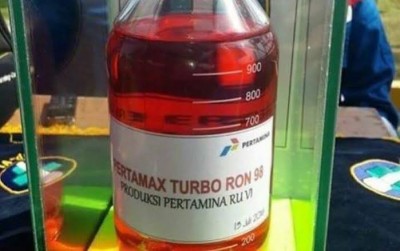 900
800
700
PERTAMINA
PERTAMAX TURBO RON 98
PRODUKSI PERTAMINA RU VI
200